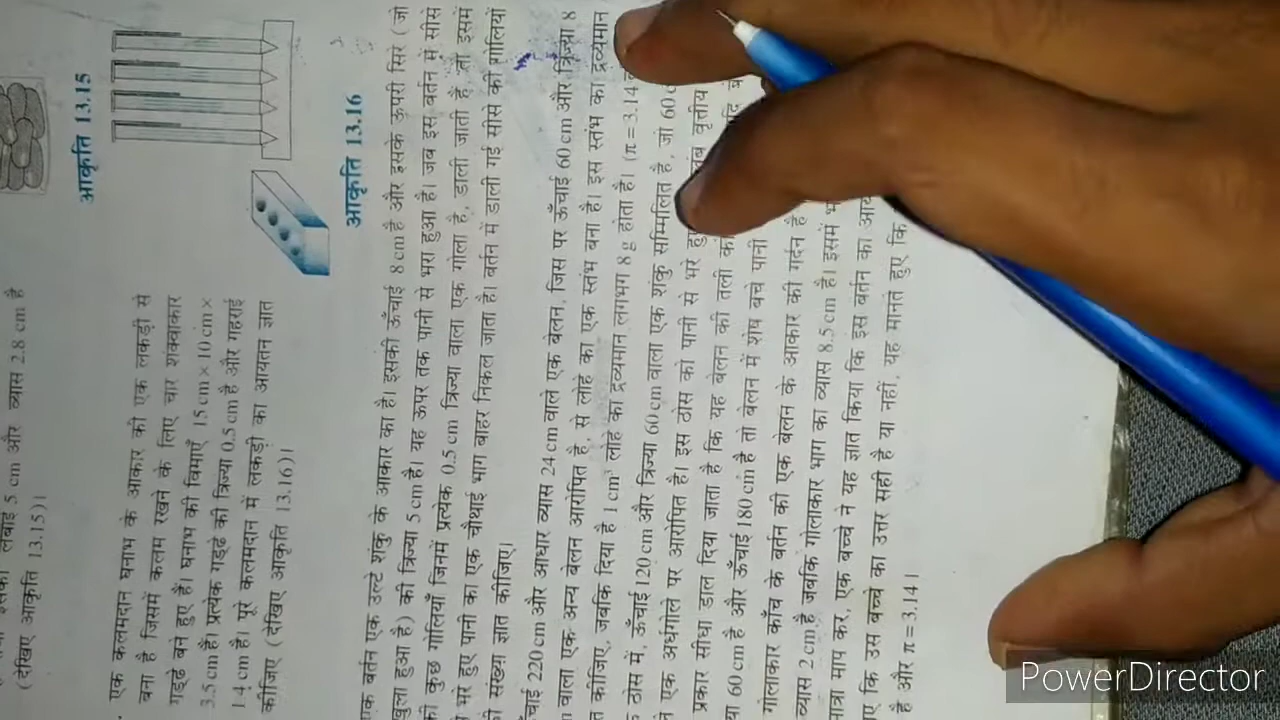 लंबाई 5 cm और व्यास 2.8 cm है
(देखिए आकृति 13.15)।
आकृति 13.15
एक कलमदान घनाभ के आकार की एक लकड़ी से
बना है जिसमें कलम रखने के लिए चार शंक्वाकार
गड्ढे बने हुए हैं। घनाभ की विमाएँ 15 cm × 10 cm ×
3.5 cm हैं। प्रत्येक गड्ढे की त्रिज्या 0.5 cm है और गहराई
1.4 cm है। पूरे कलमदान में लकड़ी का आयतन ज्ञात
कीजिए (देखिए आकृति 13.16)।
आकृति 13.16
एक बर्तन एक उल्टे शंकु के आकार का है। इसकी ऊँचाई 8 cm है और इसके ऊपरी सिरे (जो
खुला हुआ है) की त्रिज्या 5 cm है। यह ऊपर तक पानी से भरा हुआ है। जब इस बर्तन में सीसे
की कुछ गोलियाँ जिनमें प्रत्येक 0.5 cm त्रिज्या वाला एक गोला है, डाली जाती हैं, तो इसमें
भरे हुए पानी का एक चौथाई भाग बाहर निकल जाता है। बर्तन में डाली गई सीसे की गोलियों
की संख्या ज्ञात कीजिए।
ऊँचाई 220 cm और आधार व्यास 24 cm वाले एक बेलन, जिस पर ऊँचाई 60 cm और त्रिज्या 8
वाला एक अन्य बेलन आरोपित है, से लोहे का एक स्तंभ बना है। इस स्तंभ का द्रव्यमान
कीजिए, जबकि दिया है 1 cm³ लोहे का द्रव्यमान लगभग 8 g होता है। (π = 3.14
ठोस में, ऊँचाई 120 cm और त्रिज्या 60 cm वाला एक शंकु सम्मिलित है, जो 60 c
एक अर्धगोले पर आरोपित है। इस ठोस को पानी से भरे हु वृत्तीय
प्रकार सीधा डाल दिया जाता है कि यह बेलन की तली को
60 cm है और ऊँचाई 180 cm है तो बेलन में शेष बचे पानी
गोलाकार काँच के बर्तन की एक बेलन के आकार की गर्दन है
व्यास 2 cm है जबकि गोलाकार भाग का व्यास 8.5 cm है। इसमें
मात्रा माप कर, एक बच्चे ने यह ज्ञात किया कि इस बर्तन का
कि उस बच्चे का उत्तर सही है या नहीं, यह मानते हुए कि
है और π = 3.14।
PowerDirector